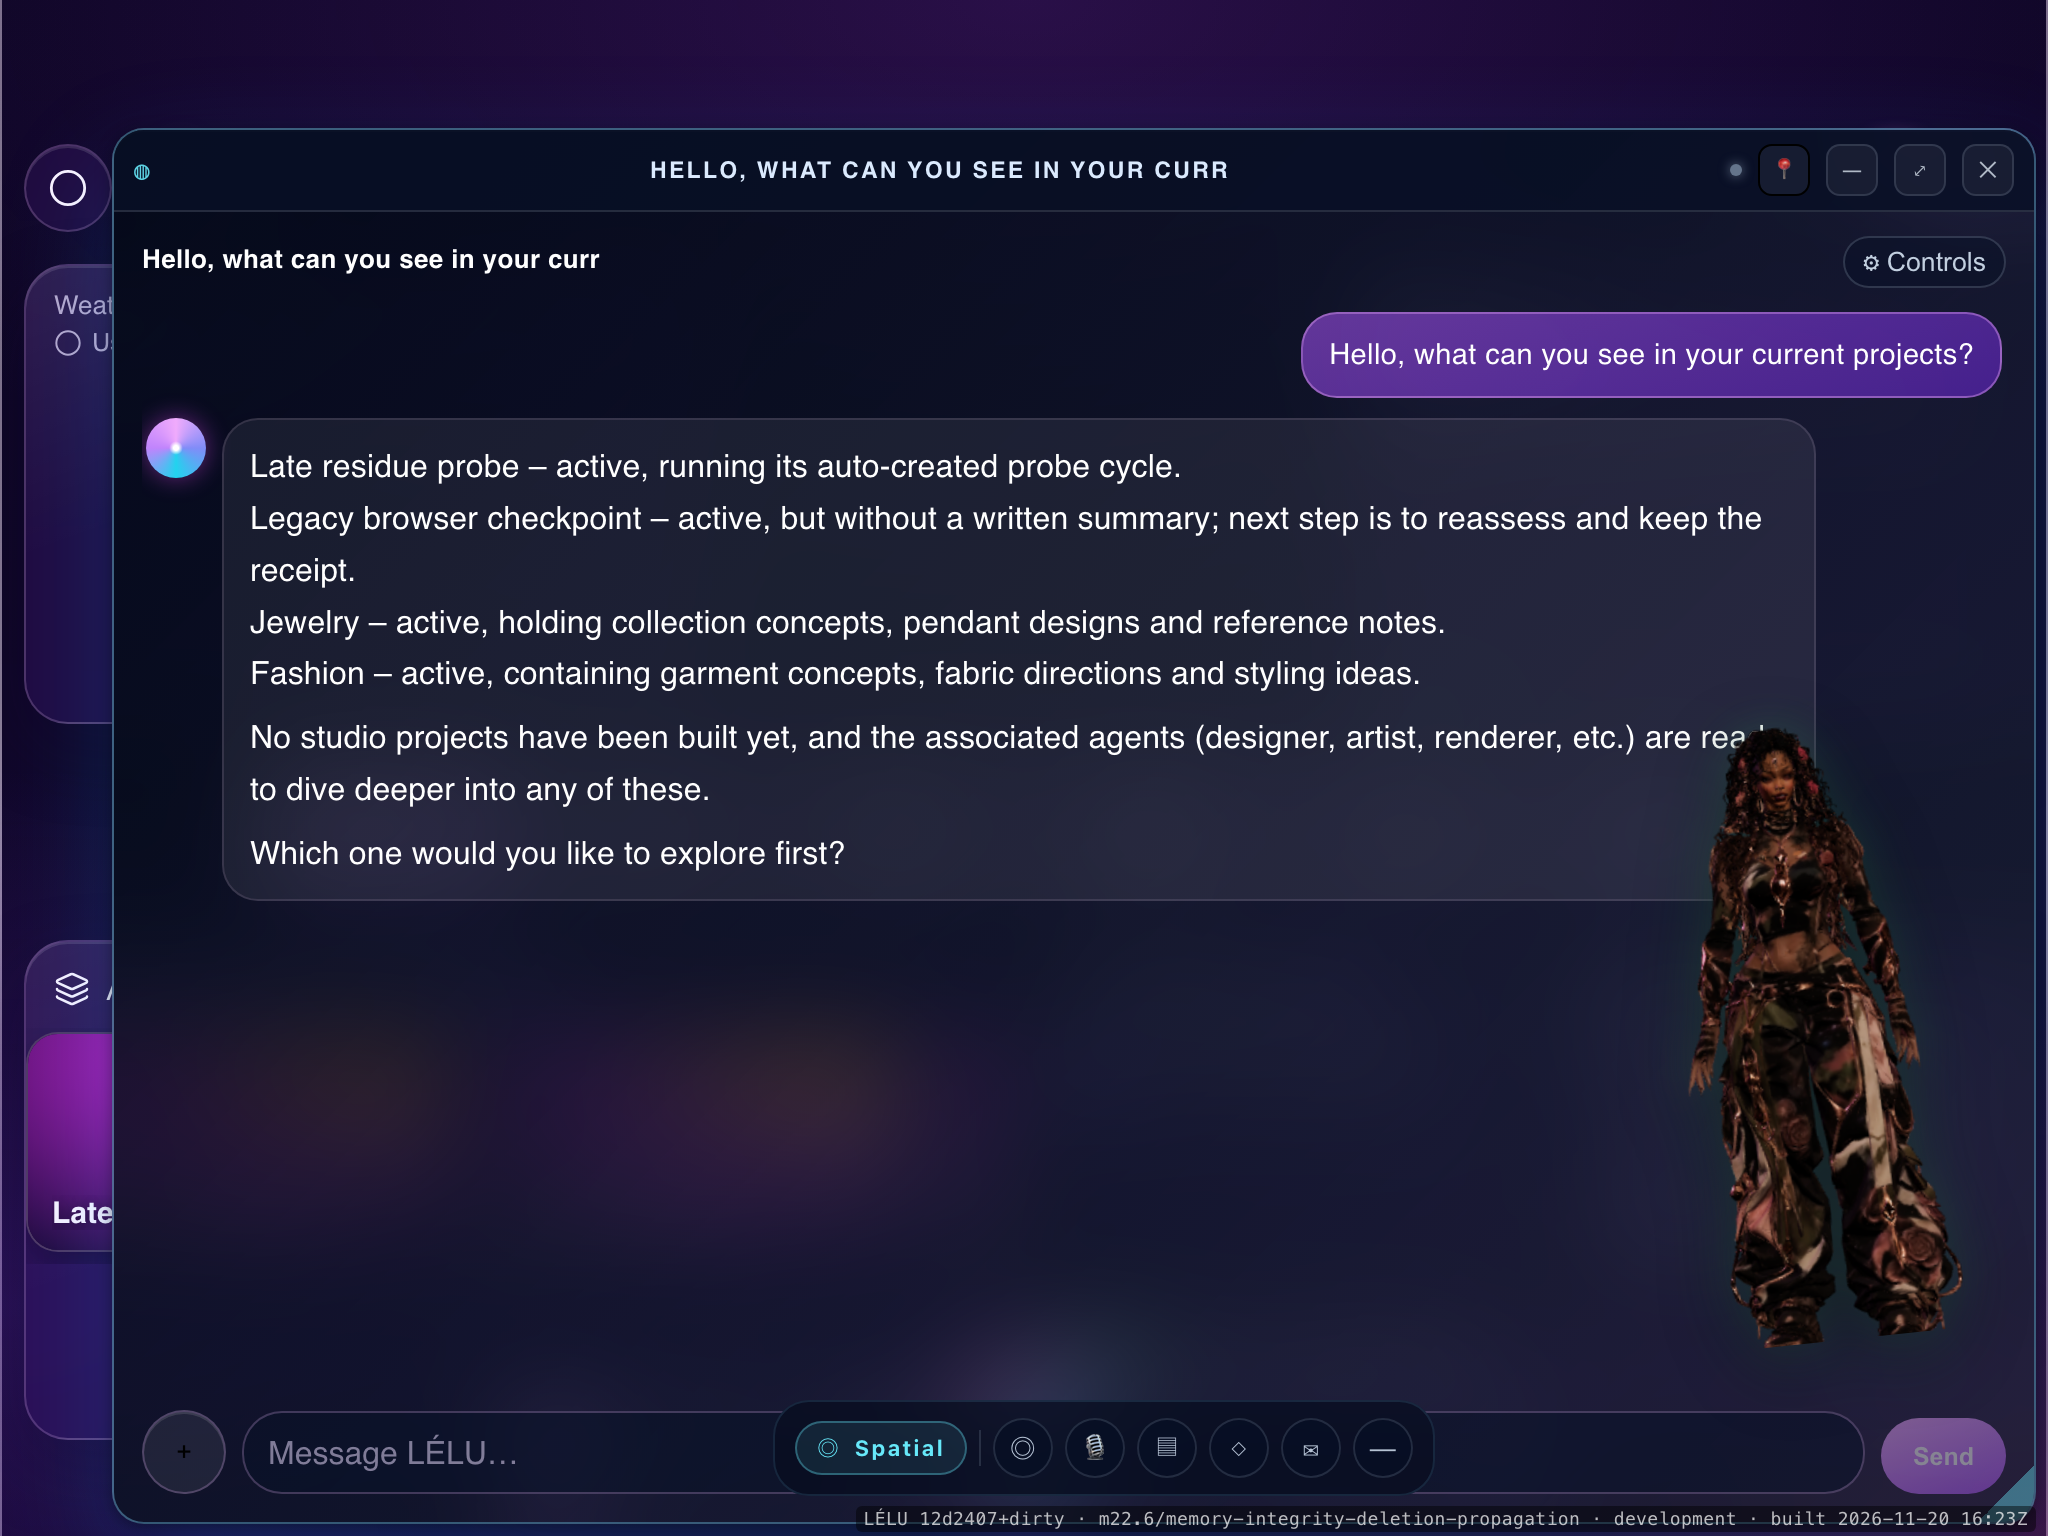 HELLO, WHAT CAN YOU SEE IN YOUR CURR
Hello, what can you see in your curr
Controls
Weat
Hello, what can you see in your current projects?
Late residue probe – active, running its auto-created probe cycle.
Legacy browser checkpoint – active, but without a written summary; next step is to reassess and keep the
receipt.
Jewelry – active, holding collection concepts, pendant designs and reference notes.
Fashion – active, containing garment concepts, fabric directions and styling ideas.
No studio projects have been built yet, and the associated agents (designer, artist, renderer, etc.) are
to dive deeper into any of these.
Which one would you like to explore first?
Late
Message LÉLU...
Spatial
Send
LÉLU 12d2407+dirty · m22.6/memory-integrity-deletion-propagation · development · built 2026-11-20 16:23Z